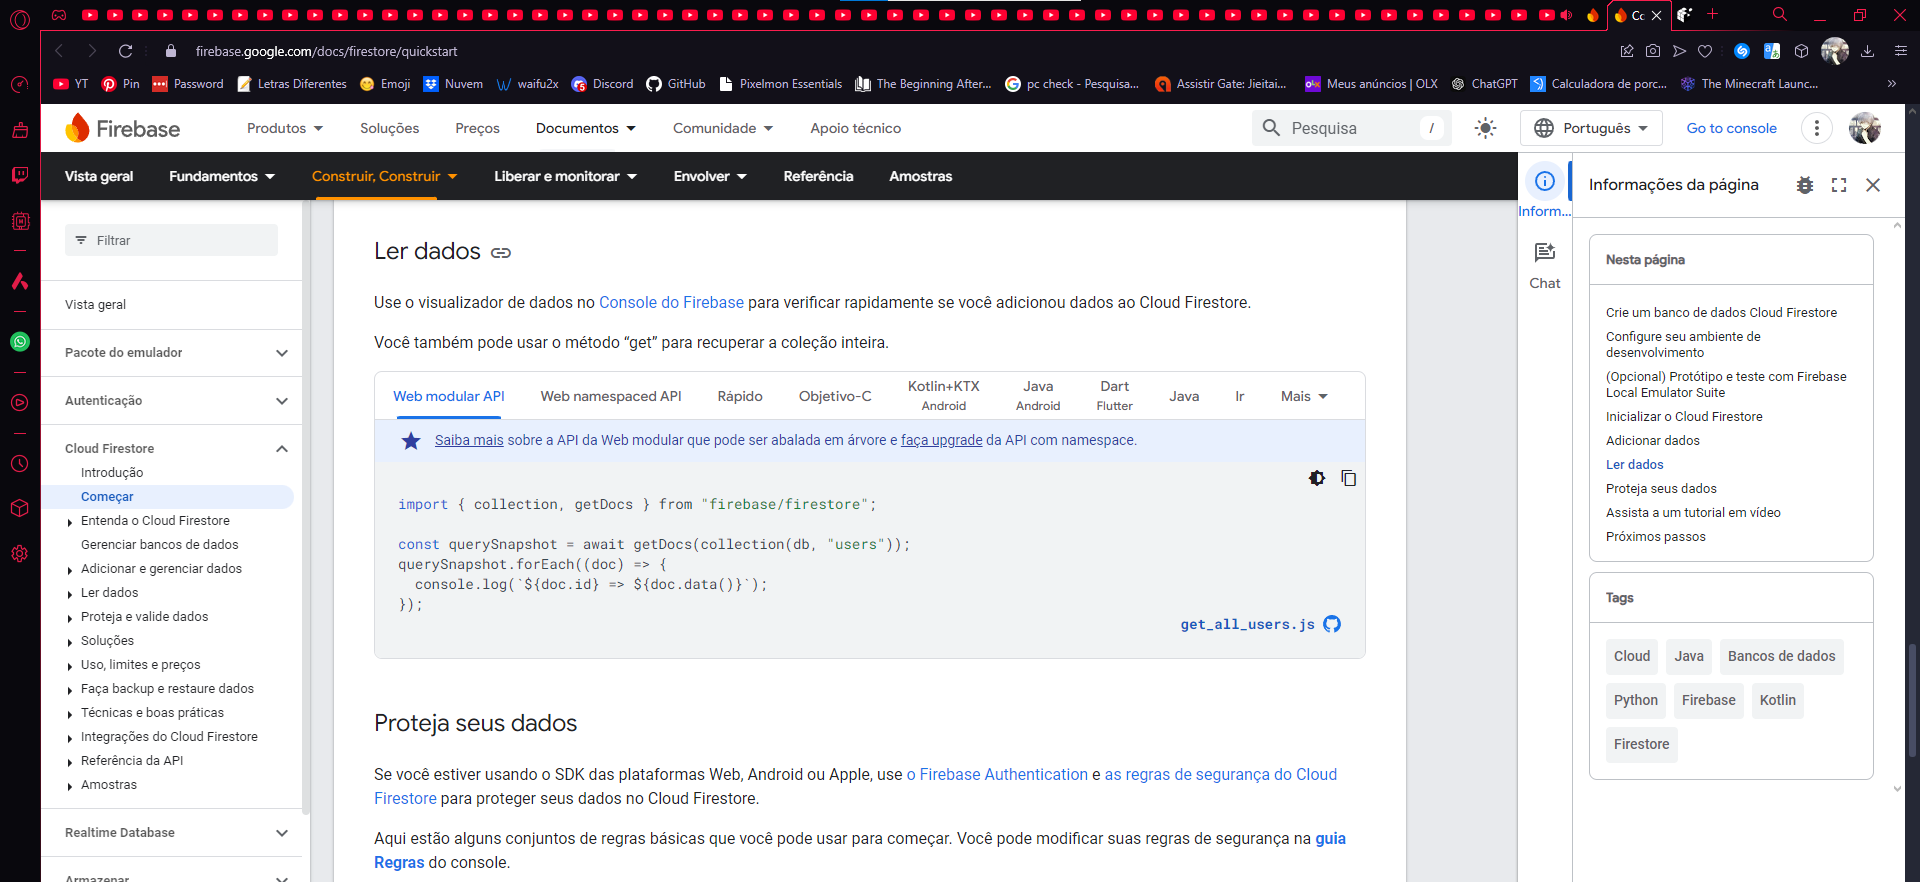 Cc
firebase.google.com/docs/firestore/quickstart
YT
Pin
Password
Letras Diferentes
Emoji
Nuvem
waifu2x
Discord
GitHub
Pixelmon Essentials
The Beginning After...
pc check - Pesquisa...
Assistir Gate: Jieitai...
Meus anúncios | OLX
ChatGPT
Calculadora de porc...
The Minecraft Launc...
»
Firebase
Produtos
Soluções
Preços
Documentos
Comunidade
Apoio técnico
Pesquisa
/
Português
Go to console
Vista geral
Fundamentos
Construir, Construir
Liberar e monitorar
Envolver
Referência
Amostras
Filtrar
Vista geral
Pacote do emulador
Autenticação
Cloud Firestore
Introdução
Começar
Entenda o Cloud Firestore
Gerenciar bancos de dados
Adicionar e gerenciar dados
Ler dados
Proteja e valide dados
Soluções
Uso, limites e preços
Faça backup e restaure dados
Técnicas e boas práticas
Integrações do Cloud Firestore
Referência da API
Amostras
Realtime Database
Armazenar
Ler dados
Use o visualizador de dados no Console do Firebase para verificar rapidamente se você adicionou dados ao Cloud Firestore.
Você também pode usar o método “get” para recuperar a coleção inteira.
Web modular API
Web namespaced API
Rápido
Objetivo-C
Kotlin+KTX
Android
Java
Android
Dart
Flutter
Java
Ir
Mais
Saiba mais sobre a API da Web modular que pode ser abalada em árvore e faça upgrade da API com namespace.
import { collection, getDocs } from "firebase/firestore";
const querySnapshot = await getDocs(collection(db, "users"));
querySnapshot.forEach((doc) => {
console.log(`${doc.id} => ${doc.data()}`);
});
get_all_users.js
Proteja seus dados
Se você estiver usando o SDK das plataformas Web, Android ou Apple, use o Firebase Authentication e as regras de segurança do Cloud
Firestore para proteger seus dados no Cloud Firestore.
Aqui estão alguns conjuntos de regras básicas que você pode usar para começar. Você pode modificar suas regras de segurança na guia
Regras do console.
Inform...
Chat
Informações da página
Nesta página
Crie um banco de dados Cloud Firestore
Configure seu ambiente de
desenvolvimento
(Opcional) Protótipo e teste com Firebase
Local Emulator Suite
Inicializar o Cloud Firestore
Adicionar dados
Ler dados
Proteja seus dados
Assista a um tutorial em vídeo
Próximos passos
Tags
Cloud
Java
Bancos de dados
Python
Firebase
Kotlin
Firestore